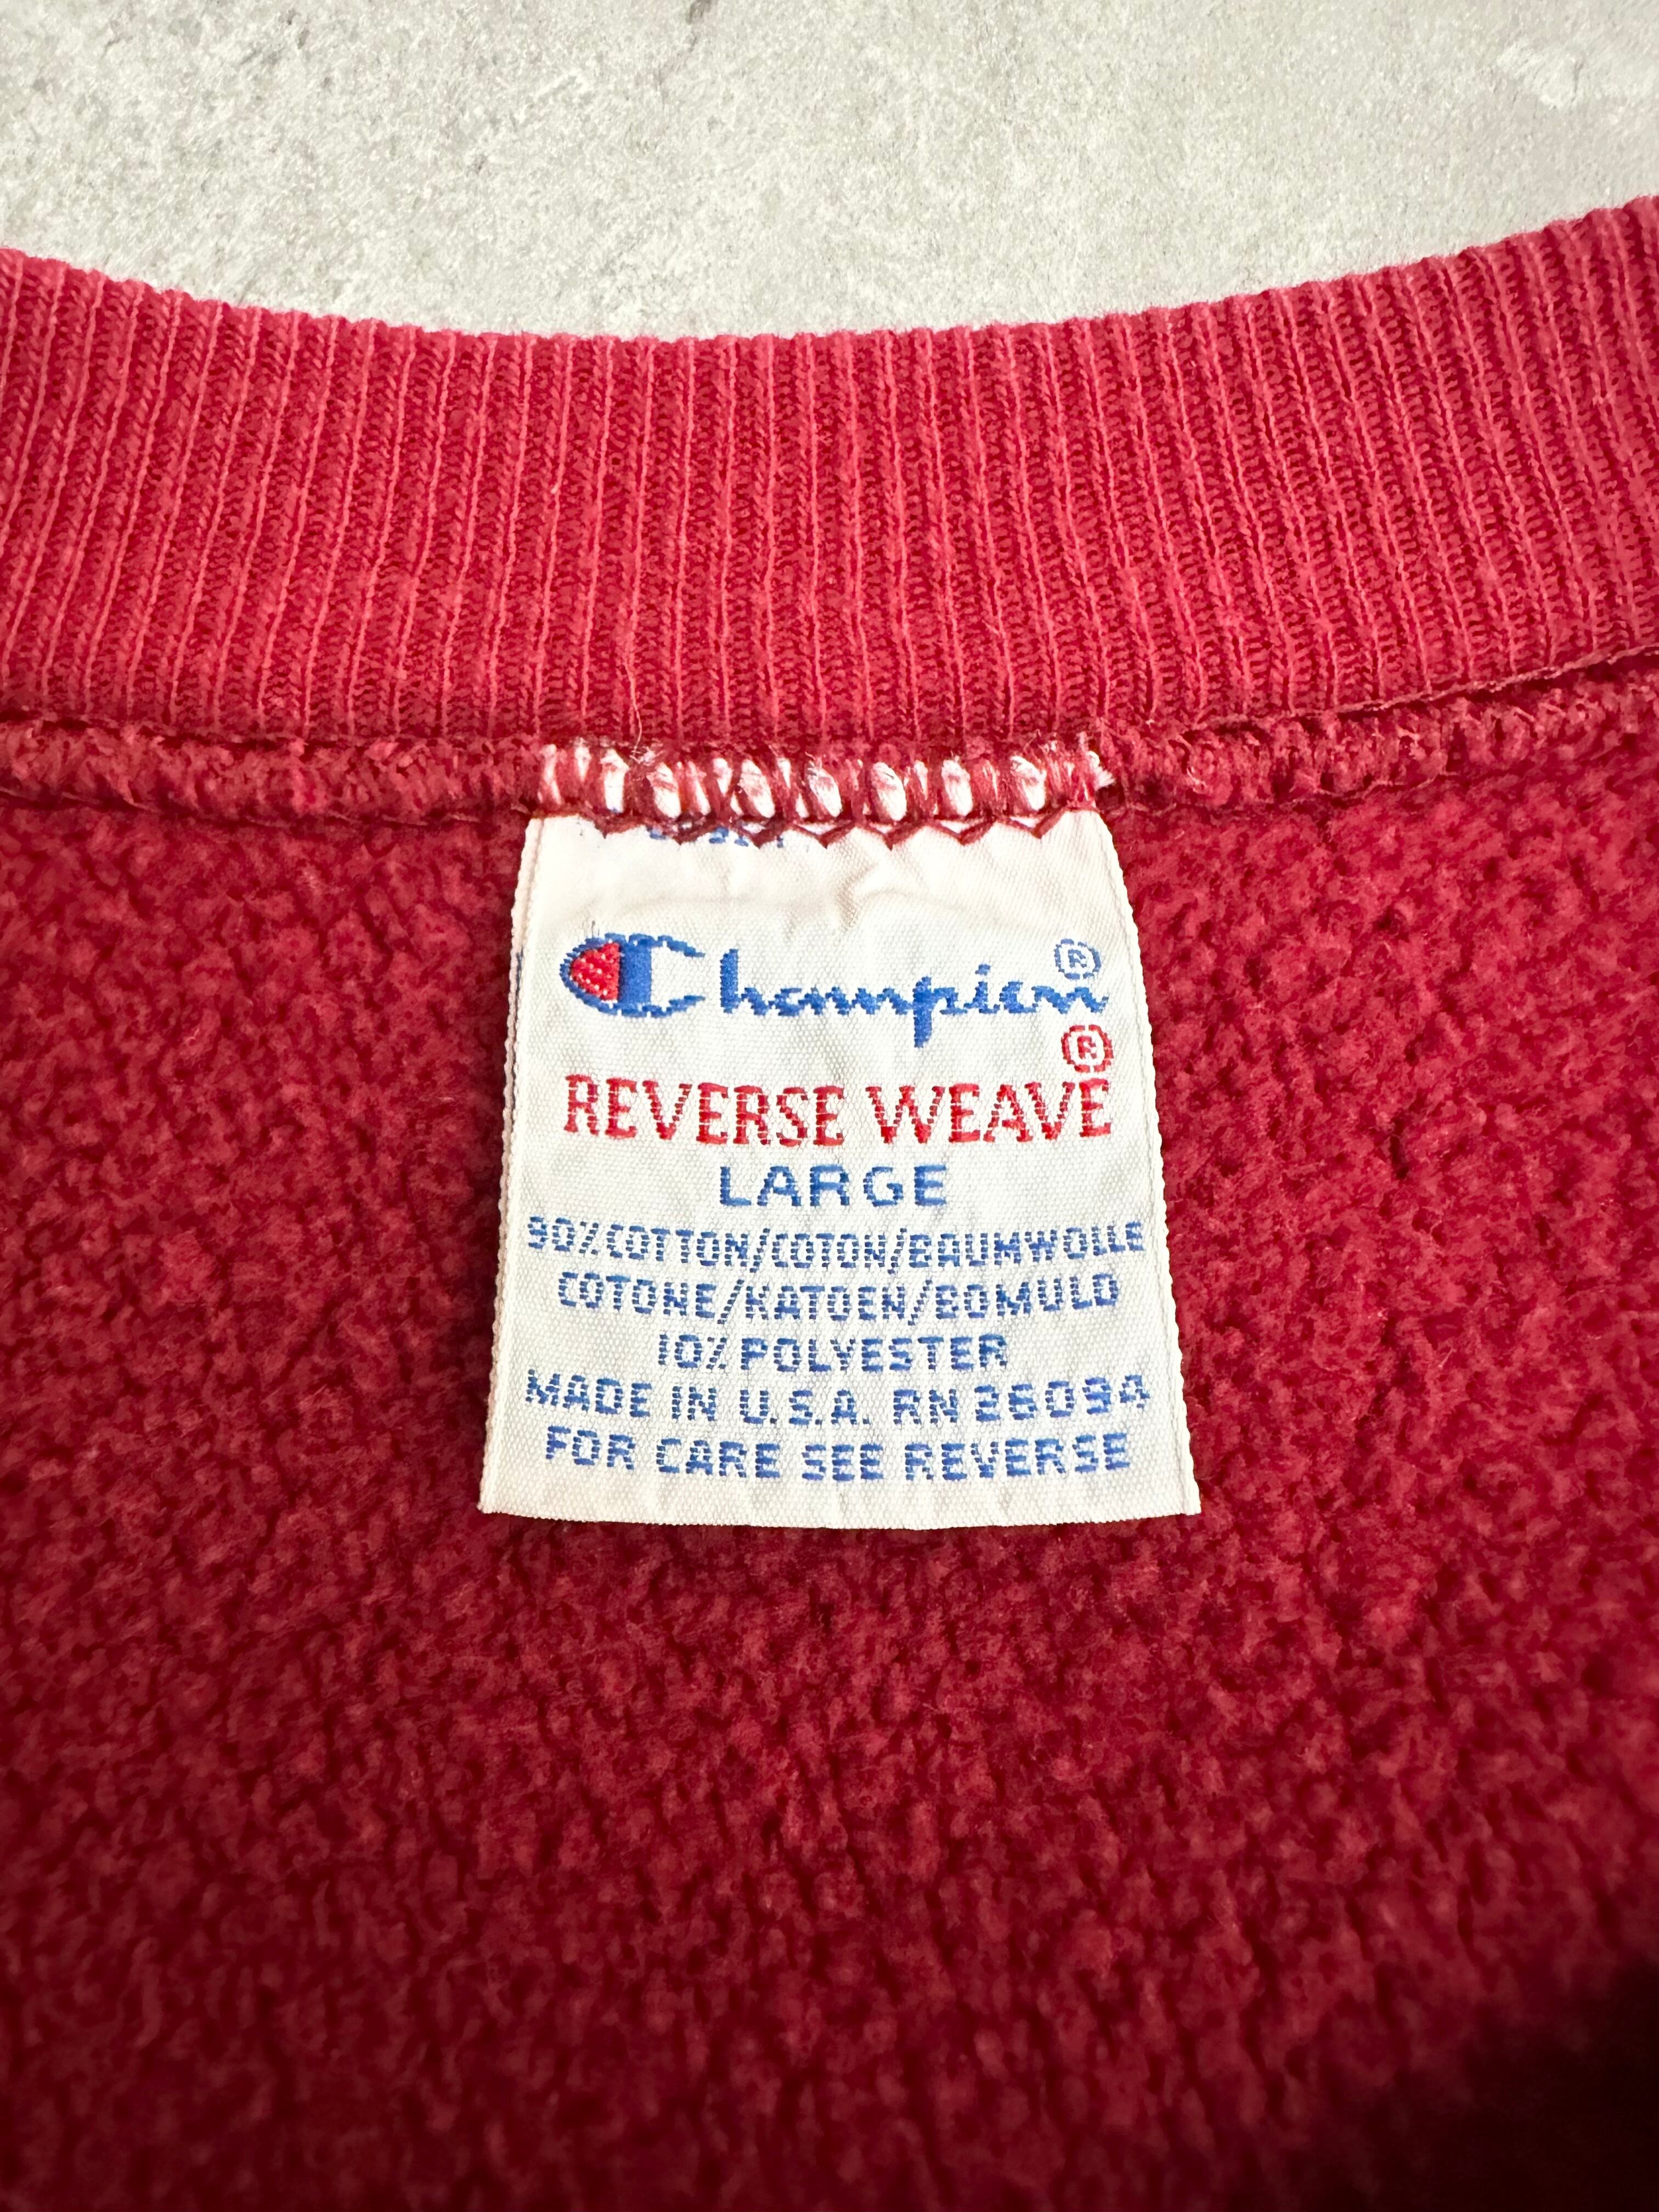 Champion®
REVERSE WEAVE®
LARGE
90% COTTON/COTON/BAUMWOLLE
COTONE/KATOEN/BOMULD
10% POLYESTER
MADE IN U.S.A. RN 26094
FOR CARE SEE REVERSE